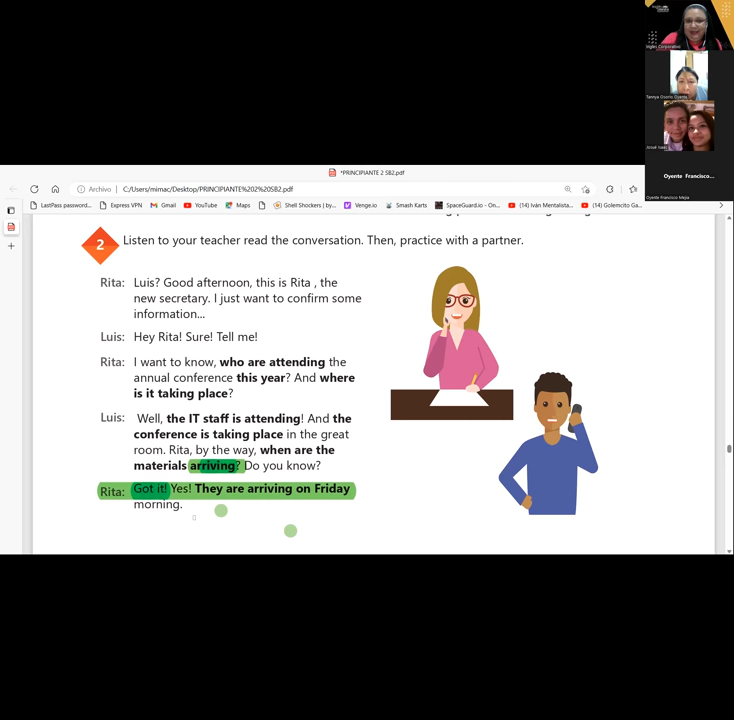 Inglés Corporativo
Tannya Osorio Oyente
Josué Isaac
Oyente Francisco...
Oyente Francisco Mejia
*PRINCIPIANTE 2 SB2.pdf
Archivo
C:/Users/mimac/Desktop/PRINCIPIANTE%202%20SB2.pdf
LastPass password...
Express VPN
Gmail
YouTube
Maps
Shell Shockers | by...
Venge.io
Smash Karts
SpaceGuard.io - On...
(14) Iván Mentalista...
(14) Golemcito Ga...
2
Listen to your teacher read the conversation. Then, practice with a partner.
Rita: Luis? Good afternoon, this is Rita , the
new secretary. I just want to confirm some
information...
Luis: Hey Rita! Sure! Tell me!
Rita: I want to know, who are attending the
annual conference this year? And where
is it taking place?
Luis: Well, the IT staff is attending! And the
conference is taking place in the great
room. Rita, by the way, when are the
materials arriving? Do you know?
Rita: Got it! Yes! They are arriving on Friday
morning.